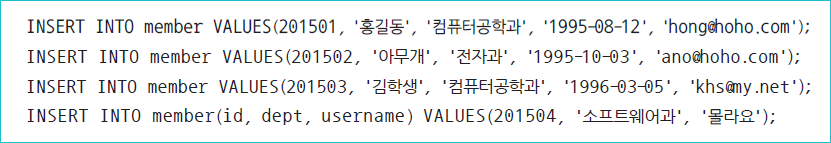 INSERT INTO member VALUES(201501, '홍길동', '컴퓨터공학과', '1995-08-12', 'hong@hoho.com');
INSERT INTO member VALUES(201502, '아무개', '전자과', '1995-10-03', 'ano@hoho.com');
INSERT INTO member VALUES(201503, '김학생', '컴퓨터공학과', '1996-03-05', 'khs@my.net');
INSERT INTO member(id, dept, username) VALUES(201504, '소프트웨어과', '몰라요');